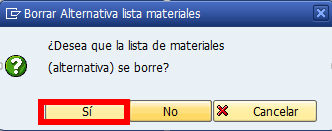 Borrar Alternativa lista materiales
¿Desea que la lista de materiales
(alternativa) se borre?
Sí
No
Cancelar